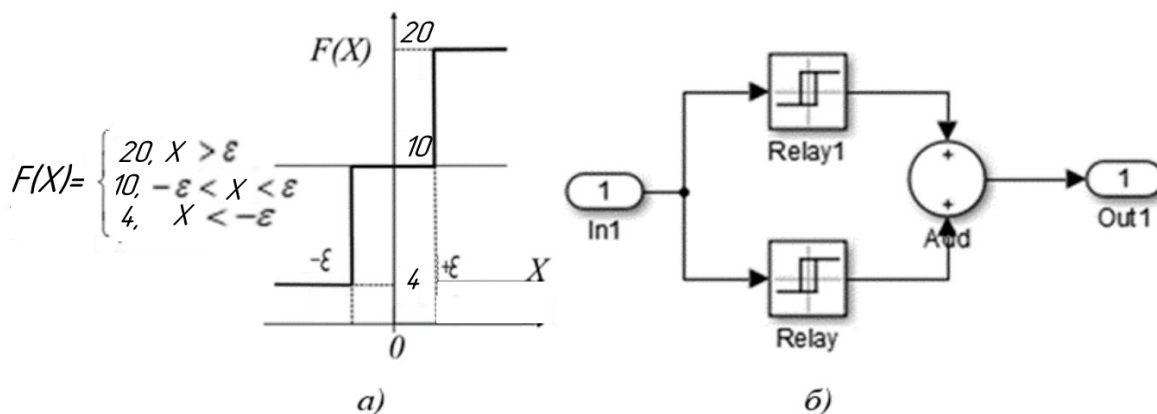 F(X)=
20, X > ε
10, -ε < X < ε
4, X < -ε
F(X)
20
10
-ε
4
+ε
X
0
а)
1
In1
Relay1
Relay
+
+
Add
1
Out1
б)